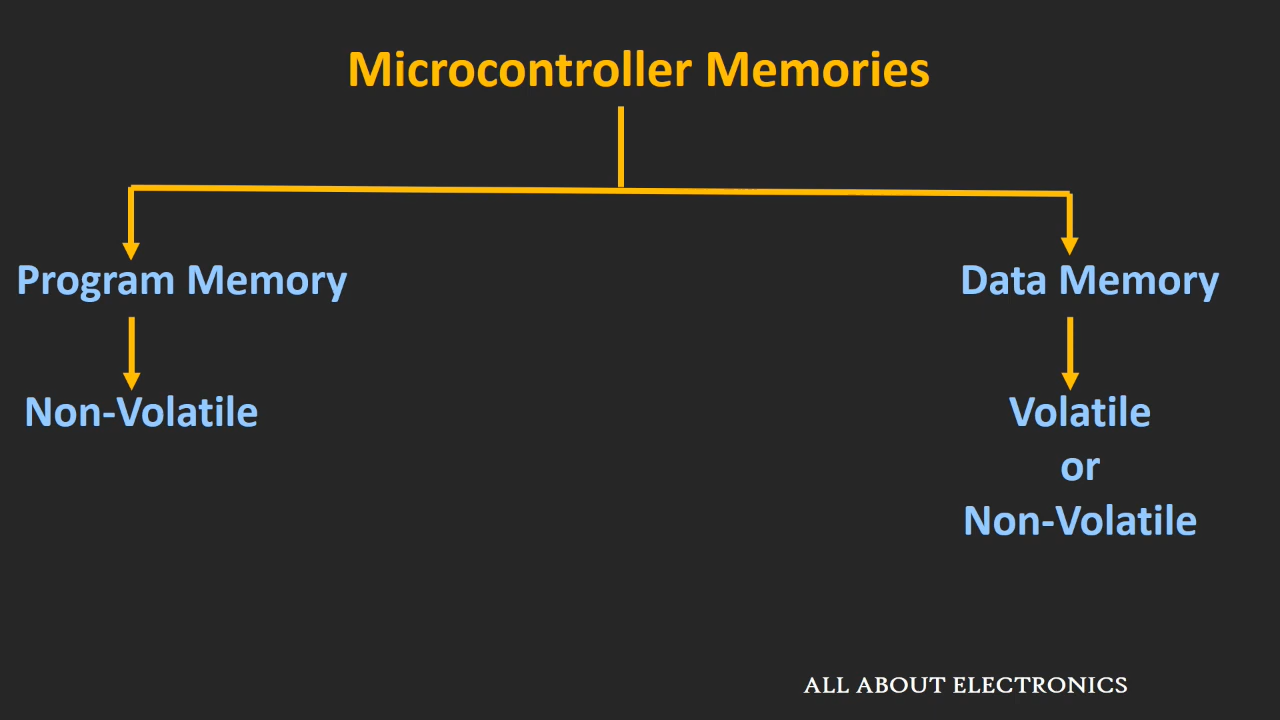 Microcontroller Memories
Program Memory
Data Memory
Non-Volatile
Volatile
or
Non-Volatile
ALL ABOUT ELECTRONICS